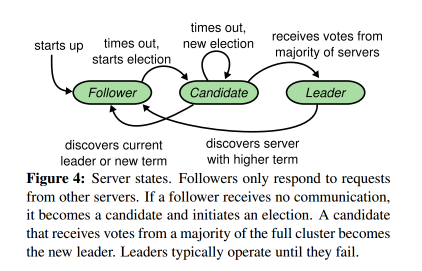 times out,
new election
receives votes from
majority of servers
starts up
times out,
starts election
Follower
Candidate
Leader
discovers current
leader or new term
discovers server
with higher term
Figure 4: Server states. Followers only respond to requests
from other servers. If a follower receives no communication,
it becomes a candidate and initiates an election. A candidate
that receives votes from a majority of the full cluster becomes
the new leader. Leaders typically operate until they fail.